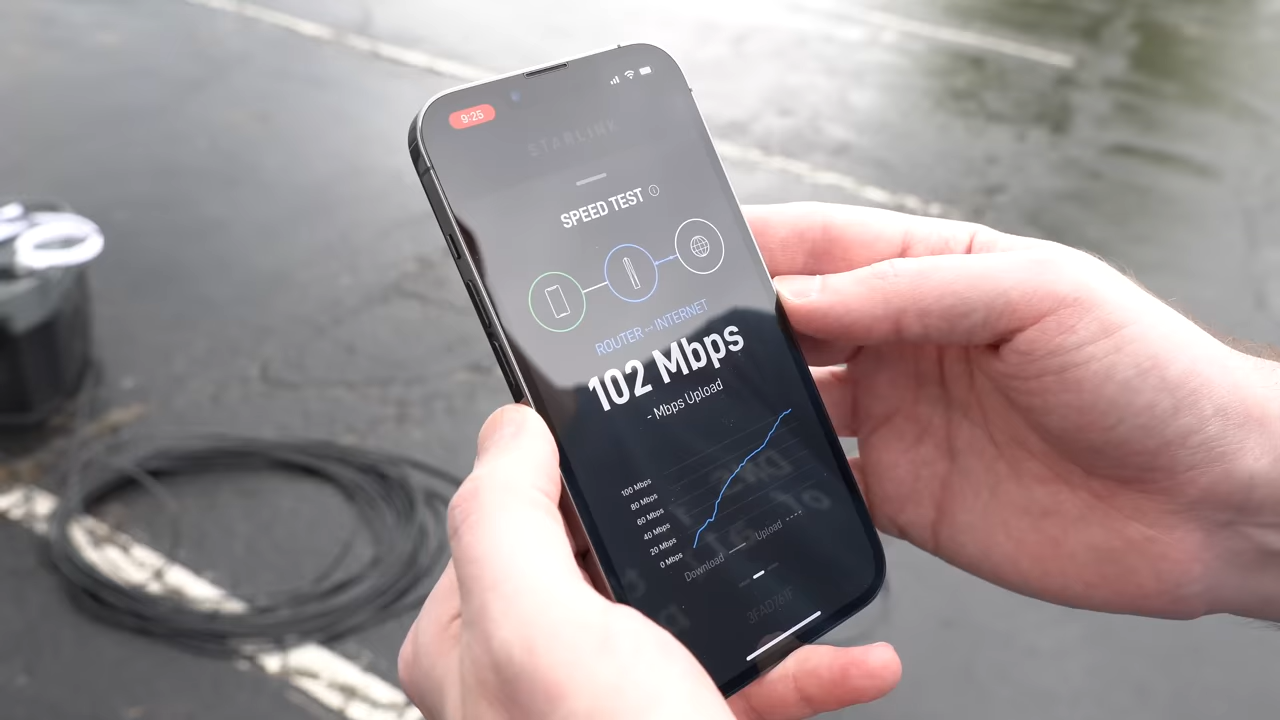 9:25
STARLINK
SPEED TEST
ROUTER ↔ INTERNET
102 Mbps
- Mbps Upload
100 Mbps
80 Mbps
60 Mbps
40 Mbps
20 Mbps
0 Mbps
Download Upload
3FAD761F